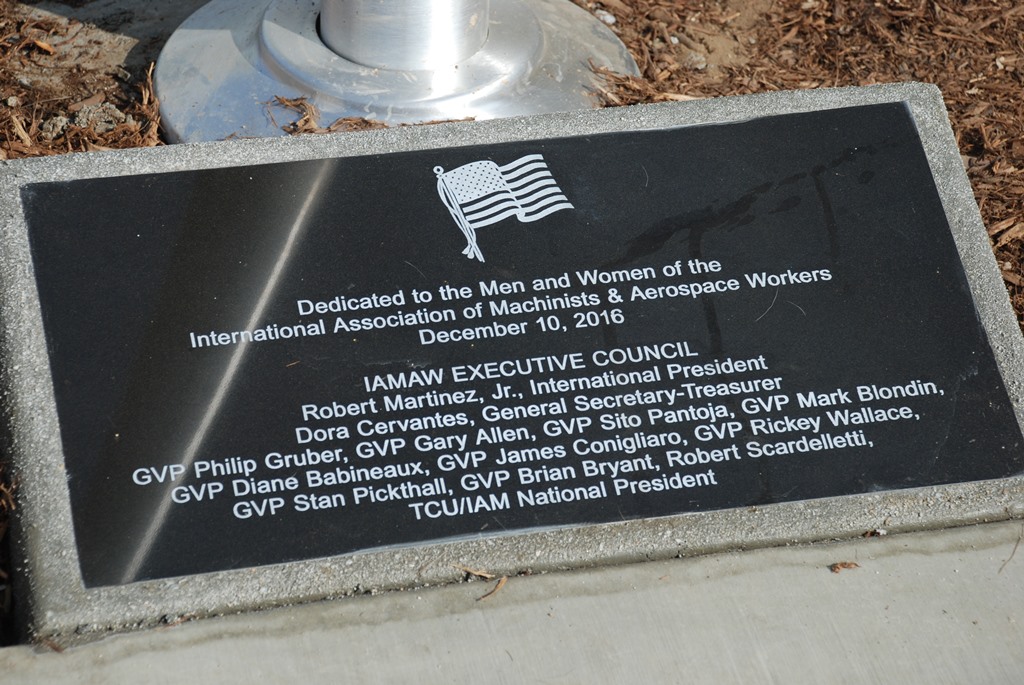 Dedicated to the Men and Women of the
International Association of Machinists & Aerospace Workers
December 10, 2016
IAMAW EXECUTIVE COUNCIL
Robert Martinez, Jr., International President
Dora Cervantes, General Secretary-Treasurer
GVP Philip Gruber, GVP Gary Allen, GVP Sito Pantoja, GVP Mark Blondin,
GVP Diane Babineaux, GVP James Conigliaro, GVP Rickey Wallace,
GVP Stan Pickthall, GVP Brian Bryant, Robert Scardelletti,
TCU/IAM National President